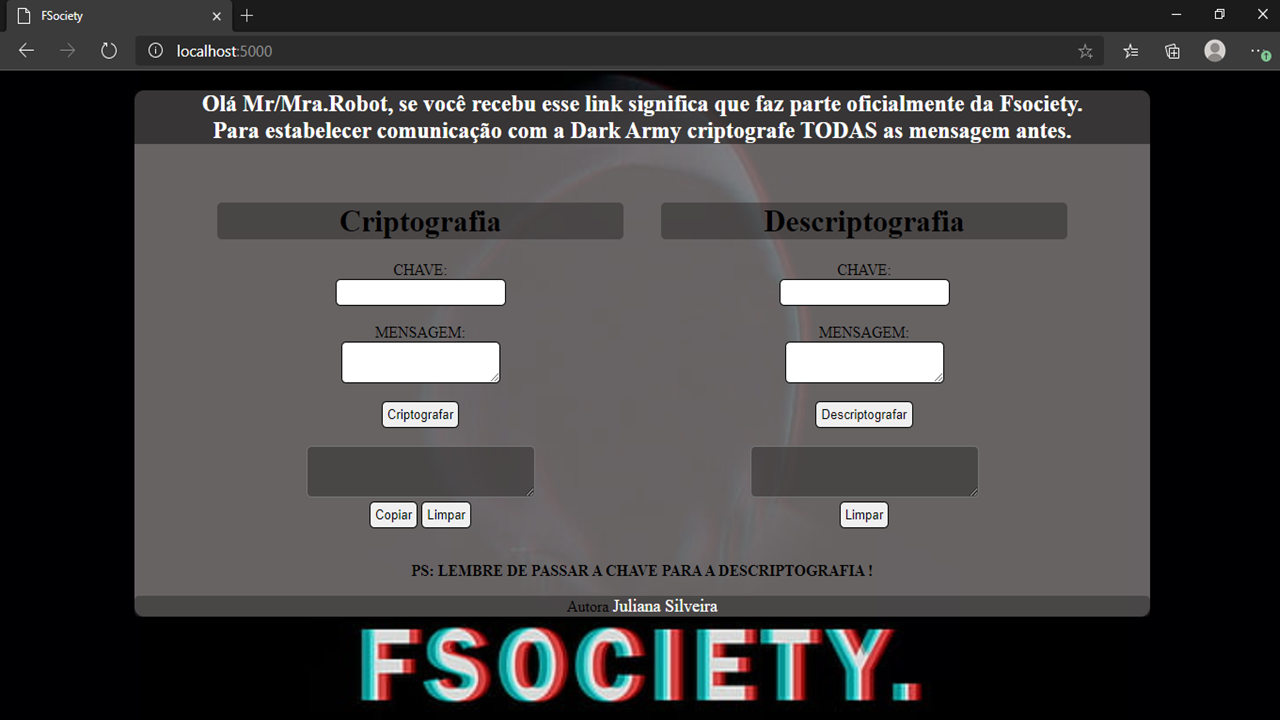 FSociety
localhost:5000
Olá Mr/Mra.Robot, se você recebu esse link significa que faz parte oficialmente da Fsociety.
Para estabelecer comunicação com a Dark Army criptografe TODAS as mensagem antes.
Criptografia
CHAVE:
MENSAGEM:
Criptografar
Copiar Limpar
Descriptografia
CHAVE:
MENSAGEM:
Descriptografar
Limpar
PS: LEMBRE DE PASSAR A CHAVE PARA A DESCRIPTOGRAFIA !
Autora Juliana Silveira
FSOCIETY.